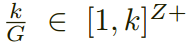 k/G ∈ [1, k]^{Z+}